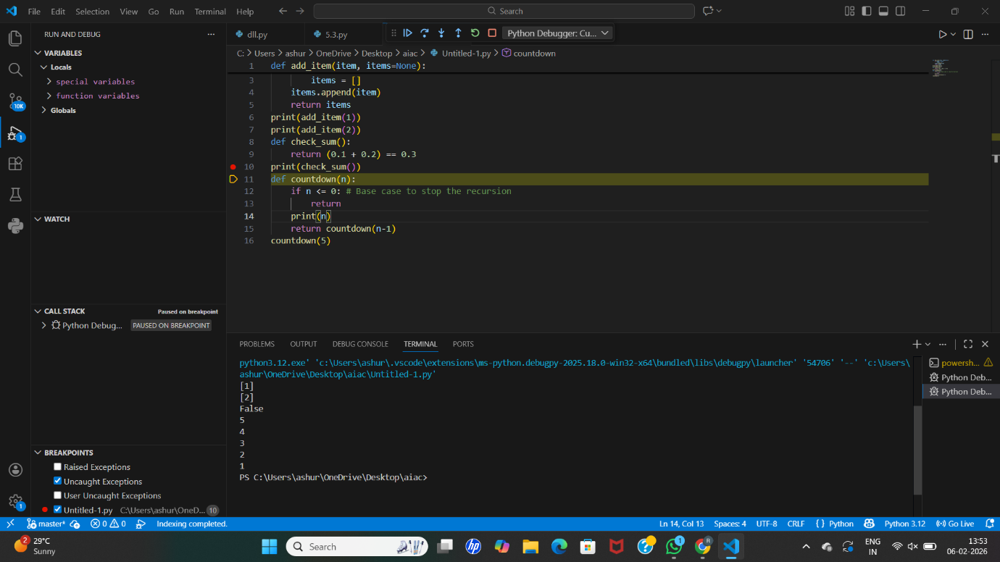 File Edit Selection View Go Run Terminal Help
Search
RUN AND DEBUG
dll.py
5.3.py
Python Debugger: Cu...
VARIABLES
Locals
special variables
function variables
Globals
C: > Users > ashur > OneDrive > Desktop > aiac > Untitled-1.py > countdown
1 def add_item(item, items=None):
3 items = []
4 items.append(item)
5 return items
6 print(add_item(1))
7 print(add_item(2))
8 def check_sum():
9 return (0.1 + 0.2) == 0.3
10 print(check_sum())
11 def countdown(n):
12 if n <= 0: # Base case to stop the recursion
13 return
14 print(n)
15 return countdown(n-1)
16 countdown(5)
10K
1
WATCH
CALL STACK
Paused on breakpoint
Python Debug...
PAUSED ON BREAKPOINT
BREAKPOINTS
Raised Exceptions
Uncaught Exceptions
User Uncaught Exceptions
Untitled-1.py C:\Users\ashur\OneD... 10
1
PROBLEMS OUTPUT DEBUG CONSOLE TERMINAL PORTS
python3.12.exe' 'c:\Users\ashur\.vscode\extensions\ms-python.debugpy-2025.18.0-win32-x64\bundled\libs\debugpy\launcher' '54706' '--' 'c:\Users\
ashur\OneDrive\Desktop\aiac\Untitled-1.py'
[1]
[2]
False
5
4
3
2
1
PS C:\Users\ashur\OneDrive\Desktop\aiac>
powersh...
Python Deb...
Python Deb...
master* 0 0 Indexing completed.
Ln 14, Col 13 Spaces: 4 UTF-8 CRLF { } Python Python 3.12 Go Live
2
29°C
Sunny
Search
hp
1
R
ENG
IN
13:53
06-02-2026